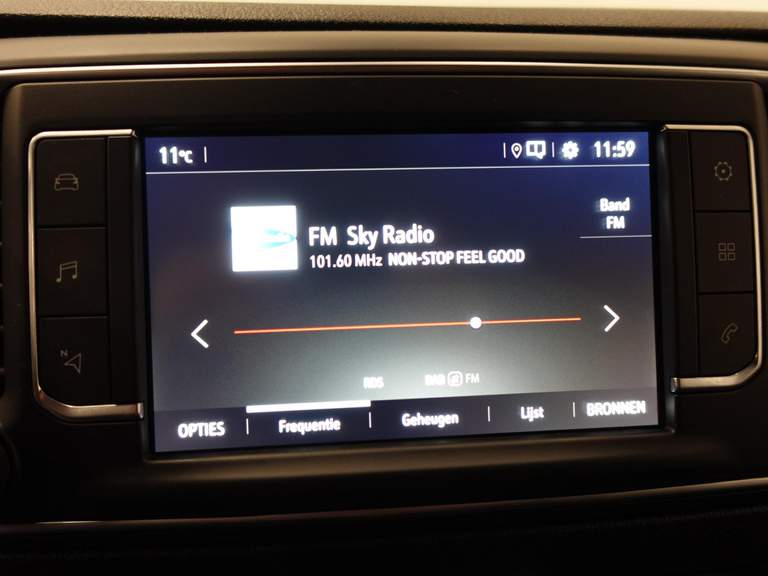 11°C
11:59
Band
FM
FM Sky Radio
101.60 MHz NON-STOP FEEL GOOD
RDS DAB FM
OPTIES Frequentie Geheugen Lijst BRONNEN
N